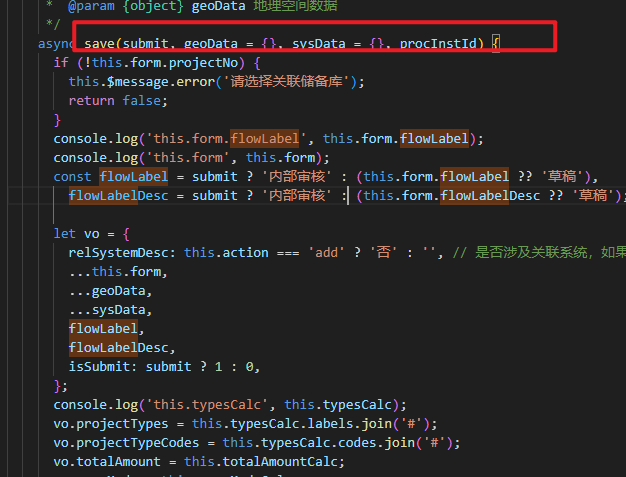 * @param {object} geoData 地理空间数据
*/
async save(submit, geoData = {}, sysData = {}, procInstId) {
if (!this.form.projectNo) {
this.$message.error('请选择关联储备库');
return false;
}
console.log('this.form.flowLabel', this.form.flowLabel);
console.log('this.form', this.form);
const flowLabel = submit ? '内部审核' : (this.form.flowLabel ?? '草稿'),
flowLabelDesc = submit ? '内部审核' : (this.form.flowLabelDesc ?? '草稿');
let vo = {
relSystemDesc: this.action === 'add' ? '否' : '', // 是否涉及关联系统, 如果
...this.form,
...geoData,
...sysData,
flowLabel,
flowLabelDesc,
isSubmit: submit ? 1 : 0,
};
console.log('this.typesCalc', this.typesCalc);
vo.projectTypes = this.typesCalc.labels.join('#');
vo.projectTypeCodes = this.typesCalc.codes.join('#');
vo.totalAmount = this.totalAmountCalc;